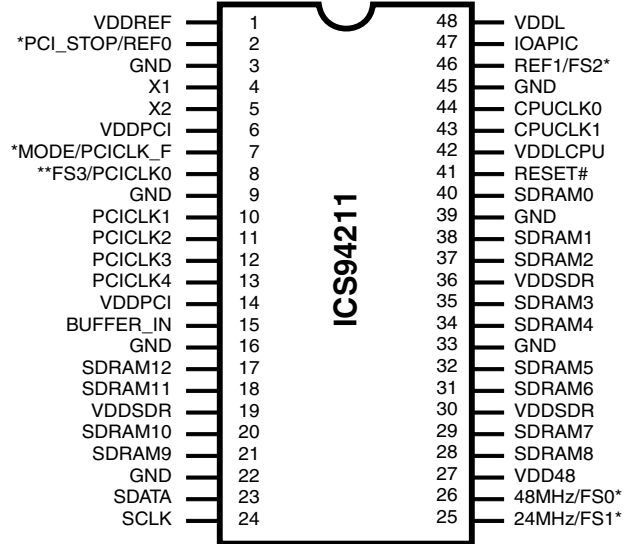 VDDREF 1 48 VDDL
*PCI_STOP/REF0 2 47 IOAPIC
GND 3 46 REF1/FS2*
X1 4 45 GND
X2 5 44 CPUCLK0
VDDPCI 6 43 CPUCLK1
*MODE/PCICLK_F 7 42 VDDLCPU
**FS3/PCICLK0 8 41 RESET#
GND 9 40 SDRAM0
PCICLK1 10 39 GND
PCICLK2 11 38 SDRAM1
PCICLK3 12 37 SDRAM2
PCICLK4 13 36 VDDSDR
VDDPCI 14 35 SDRAM3
BUFFER_IN 15 34 SDRAM4
GND 16 33 GND
SDRAM12 17 32 SDRAM5
SDRAM11 18 31 SDRAM6
VDDSDR 19 30 VDDSDR
SDRAM10 20 29 SDRAM7
SDRAM9 21 28 SDRAM8
GND 22 27 VDD48
SDATA 23 26 48MHz/FS0*
SCLK 24 25 24MHz/FS1*
ICS94211